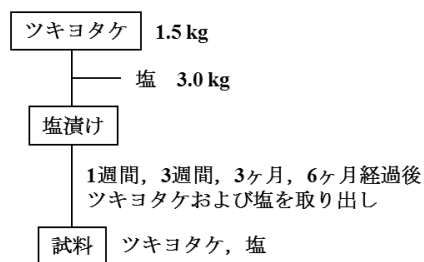 ツキヨタケ 1.5 kg
塩 3.0 kg
塩漬け
1週間，3週間，3ヶ月，6ヶ月経過後
ツキヨタケおよび塩を取り出し
試料 ツキヨタケ，塩